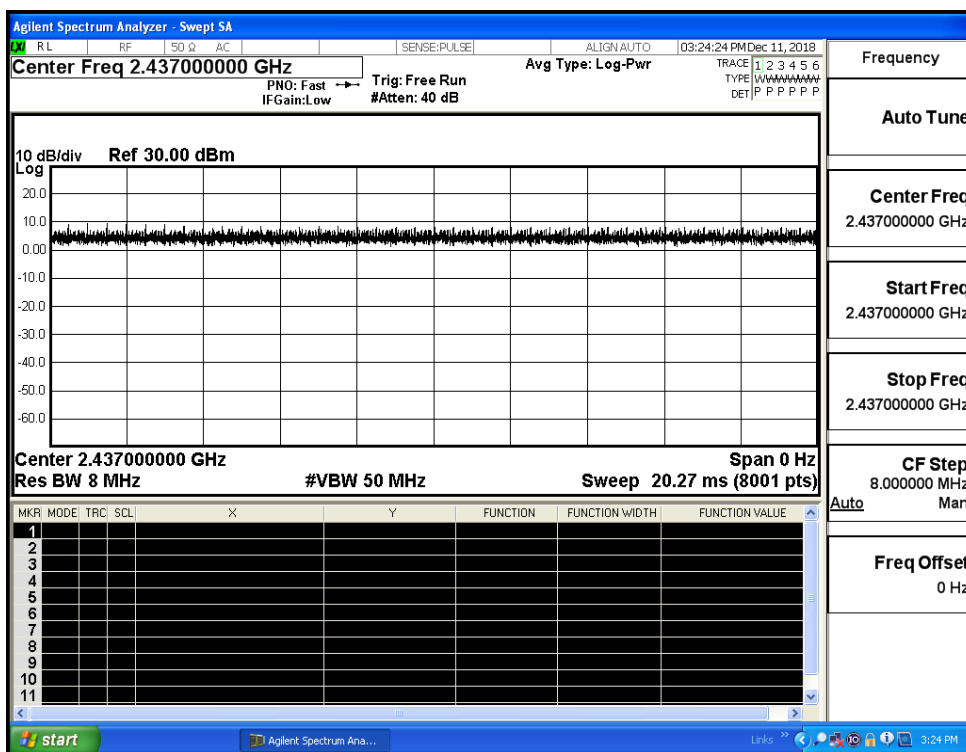 Agilent Spectrum Analyzer - Swept SA
LXI RL RF 50 Ω AC SENSE:PULSE ALIGN AUTO 03:24:24 PM Dec 11, 2018
Center Freq 2.437000000 GHz
PNO: Fast
IFGain:Low
Trig: Free Run
#Atten: 40 dB
Avg Type: Log-Pwr
TRACE 1 2 3 4 5 6
TYPE WWWWWW
DET P P P P P P
10 dB/div Ref 30.00 dBm
Log
20.0
10.0
0.00
-10.0
-20.0
-30.0
-40.0
-50.0
-60.0
Center 2.437000000 GHz Span 0 Hz
Res BW 8 MHz #VBW 50 MHz Sweep 20.27 ms (8001 pts)
MKR MODE TRC SCL X Y FUNCTION FUNCTION WIDTH FUNCTION VALUE
1
2
3
4
5
6
7
8
9
10
11
Frequency
Auto Tune
Center Freq
2.437000000 GHz
Start Freq
2.437000000 GHz
Stop Freq
2.437000000 GHz
CF Step
8.000000 MHz
Auto Man
Freq Offset
0 Hz
start Agilent Spectrum Ana... Links » 3:24 PM